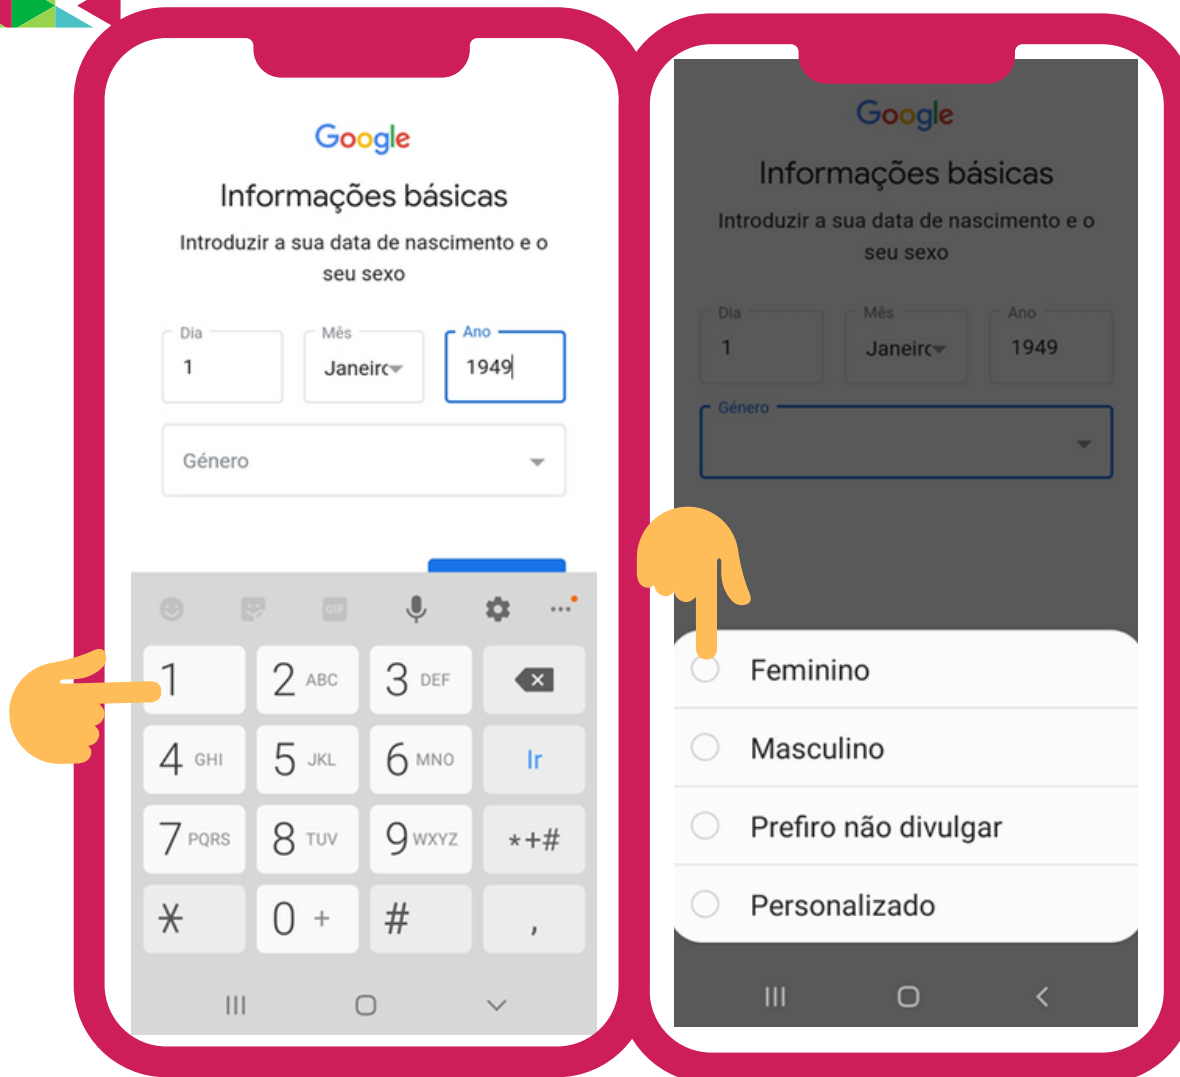 Google
Informações básicas
Introduzir a sua data de nascimento e o
seu sexo
Dia
Mês
Ano
1
Janeirc
1949
Género
GIF
1
2 ABC
3 DEF
4 GHI
5 JKL
6 MNO
Ir
7 PQRS
8 TUV
9 WXYZ
*+#
*
0 +
#
,
Google
Informações básicas
Introduzir a sua data de nascimento e o
seu sexo
Dia
Mês
Ano
1
Janeirc
1949
Género
Feminino
Masculino
Prefiro não divulgar
Personalizado